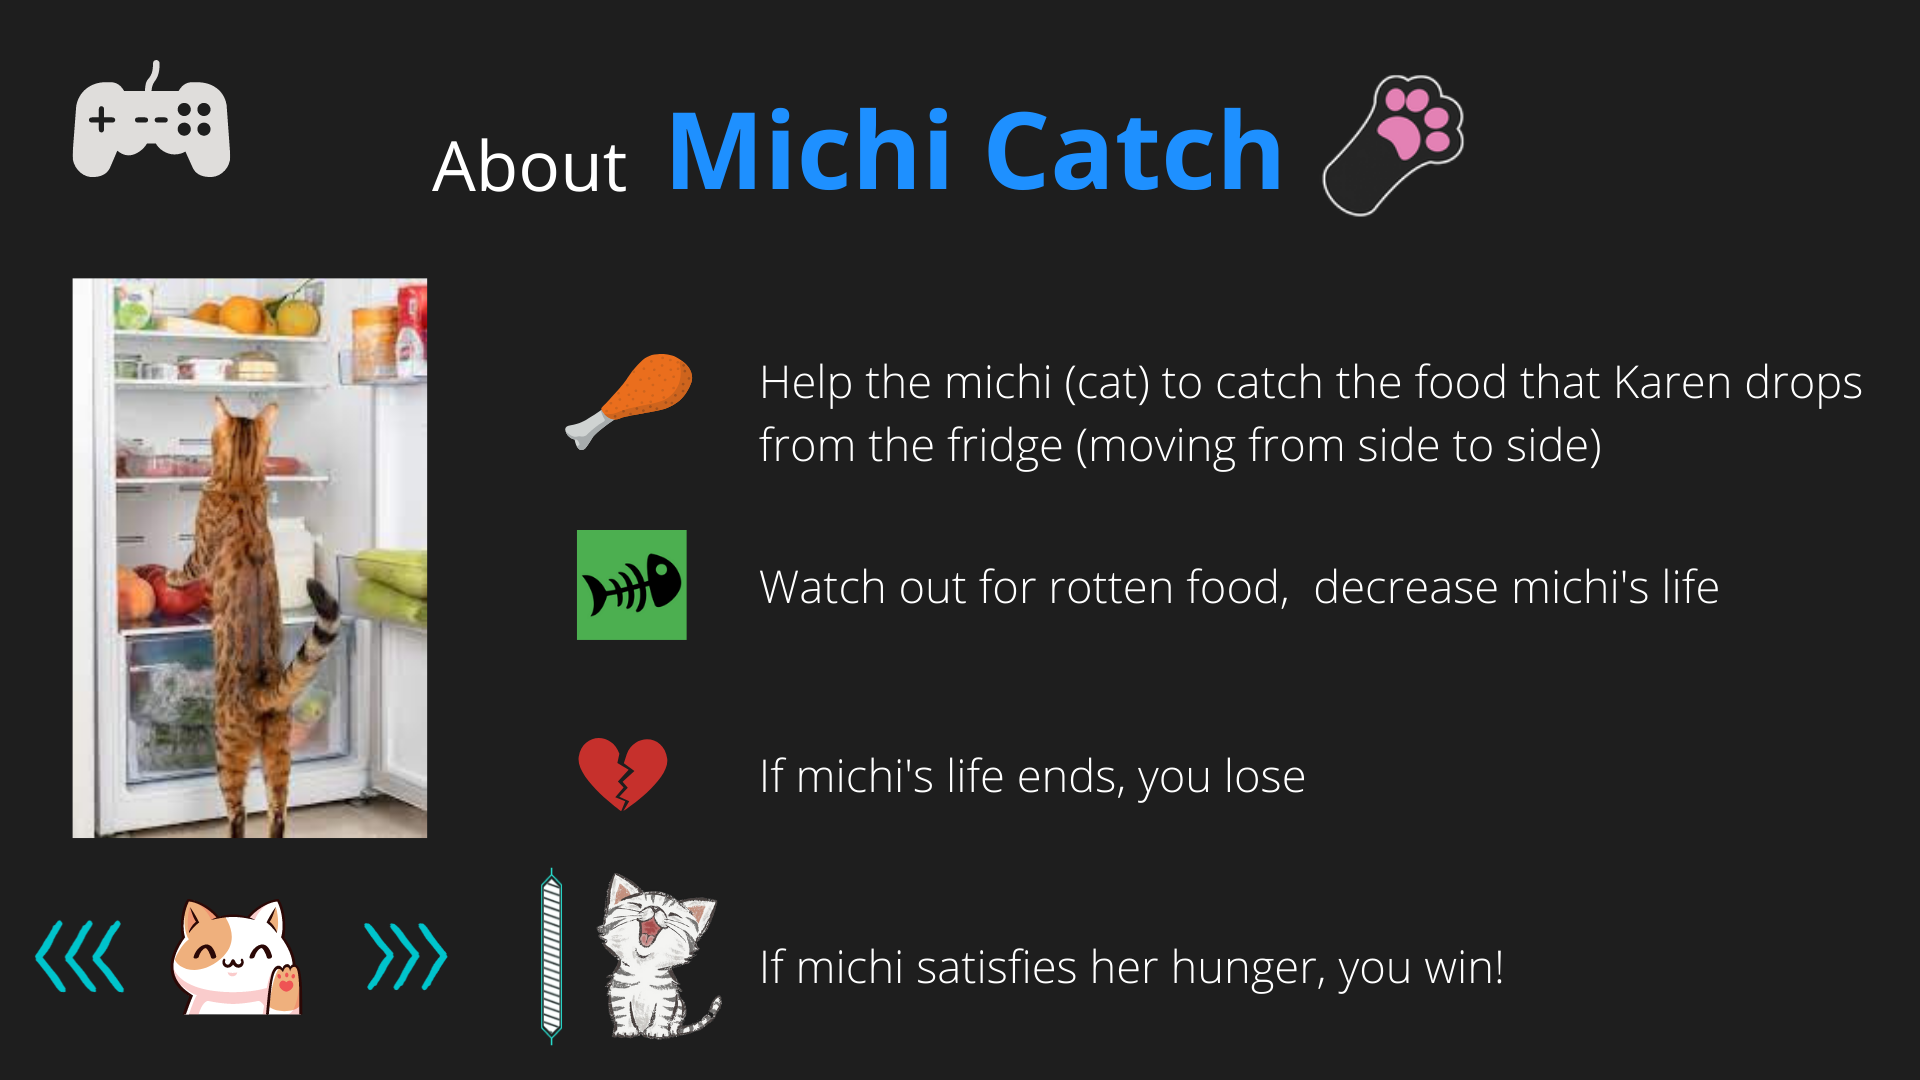 About Michi Catch
Help the michi (cat) to catch the food that Karen drops
from the fridge (moving from side to side)
Watch out for rotten food,  decrease michi's life
If michi's life ends, you lose
If michi satisfies her hunger, you win!